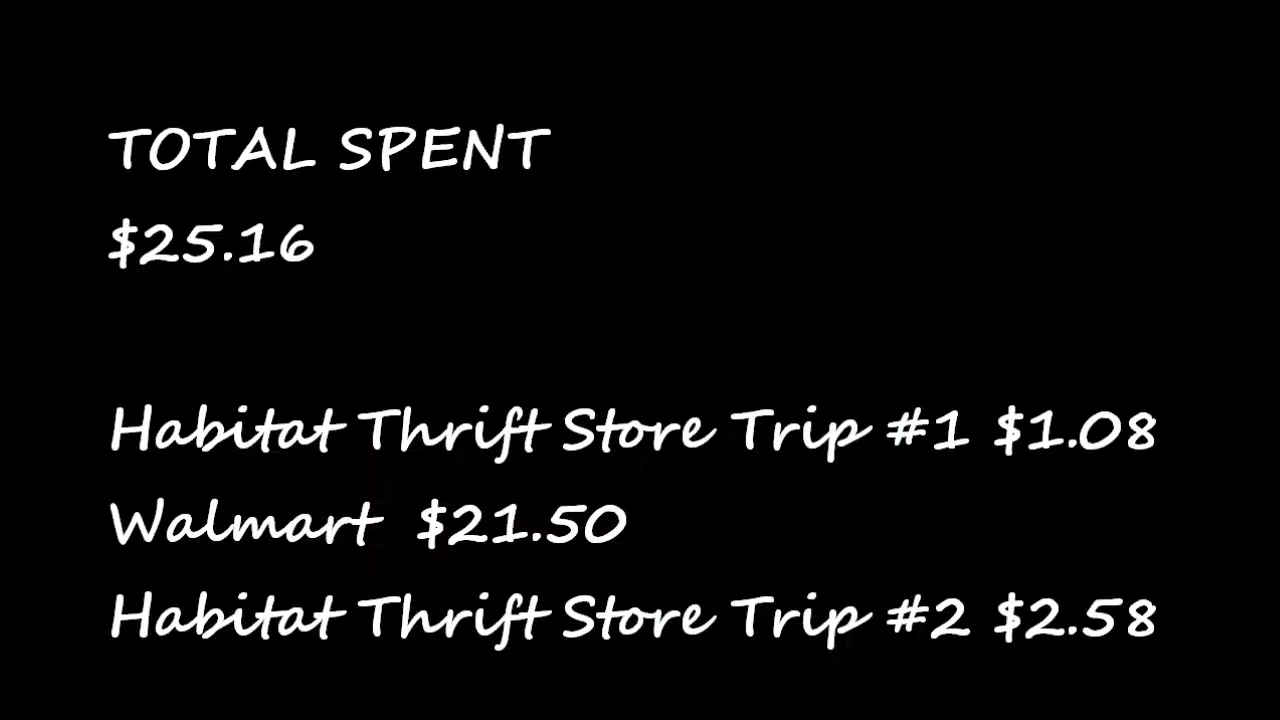 TOTAL SPENT
$25.16
Habitat Thrift Store Trip #1 $1.08
Walmart  $21.50
Habitat Thrift Store Trip #2 $2.58